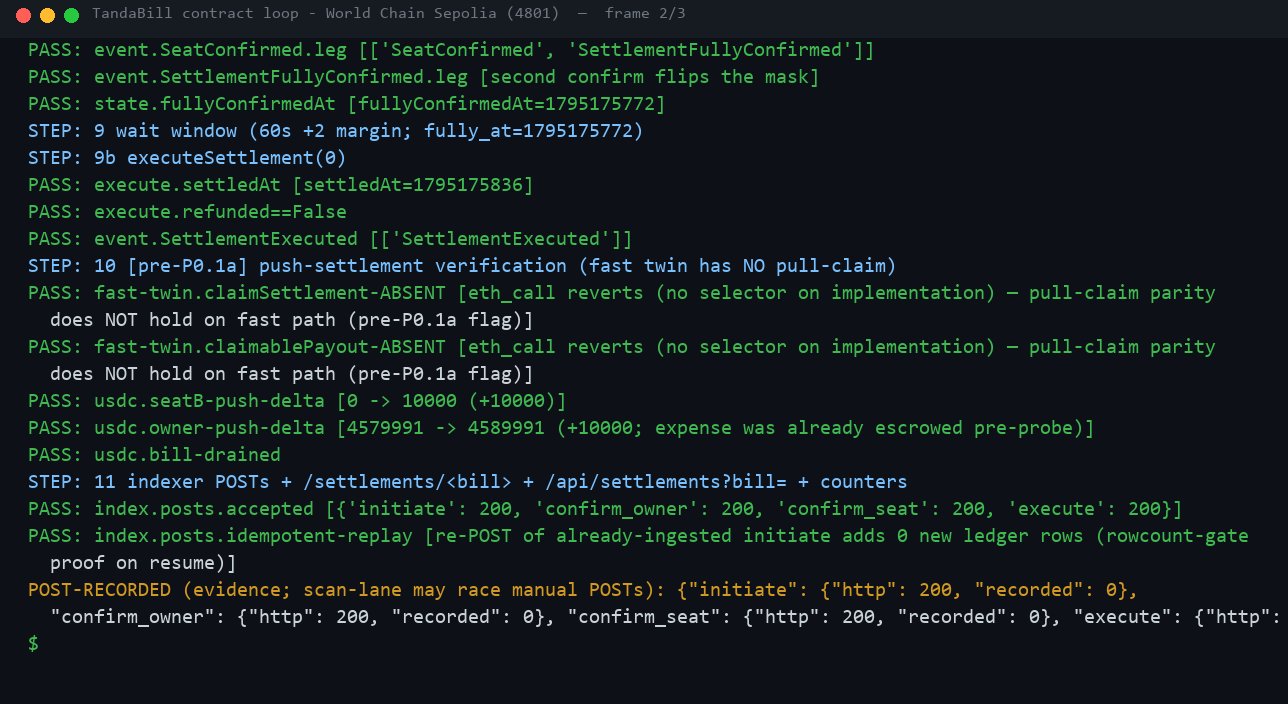 TandaBill contract loop - World Chain Sepolia (4801) — frame 2/3
PASS: event.SeatConfirmed.leg [['SeatConfirmed', 'SettlementFullyConfirmed']]
PASS: event.SettlementFullyConfirmed.leg [second confirm flips the mask]
PASS: state.fullyConfirmedAt [fullyConfirmedAt=1795175772]
STEP: 9 wait window (60s +2 margin; fully_at=1795175772)
STEP: 9b executeSettlement(0)
PASS: execute.settledAt [settledAt=1795175836]
PASS: execute.refunded==False
PASS: event.SettlementExecuted [['SettlementExecuted']]
STEP: 10 [pre-P0.1a] push-settlement verification (fast twin has NO pull-claim)
PASS: fast-twin.claimSettlement-ABSENT [eth_call reverts (no selector on implementation) — pull-claim parity
does NOT hold on fast path (pre-P0.1a flag)]
PASS: fast-twin.claimablePayout-ABSENT [eth_call reverts (no selector on implementation) — pull-claim parity
does NOT hold on fast path (pre-P0.1a flag)]
PASS: usdc.seatB-push-delta [0 -> 10000 (+10000)]
PASS: usdc.owner-push-delta [4579991 -> 4589991 (+10000; expense was already escrowed pre-probe)]
PASS: usdc.bill-drained
STEP: 11 indexer POSTs + /settlements/<bill> + /api/settlements?bill= + counters
PASS: index.posts.accepted [{'initiate': 200, 'confirm_owner': 200, 'confirm_seat': 200, 'execute': 200}]
PASS: index.posts.idempotent-replay [re-POST of already-ingested initiate adds 0 new ledger rows (rowcount-gate
proof on resume)]
POST-RECORDED (evidence; scan-lane may race manual POSTs): {"initiate": {"http": 200, "recorded": 0},
"confirm_owner": {"http": 200, "recorded": 0}, "confirm_seat": {"http": 200, "recorded": 0}, "execute": {"http":
$